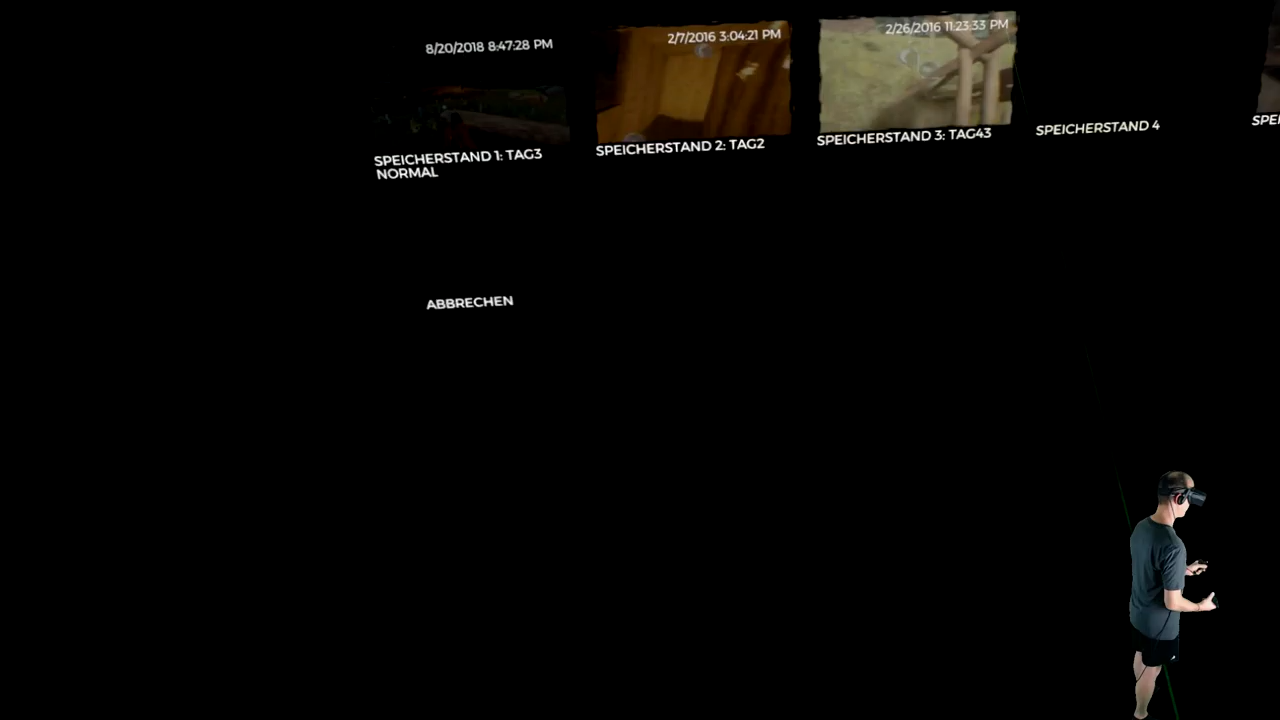 8/20/2018 8:47:28 PM
2/7/2016 3:04:21 PM
2/26/2016 11:23:33 PM
SPEICHERSTAND 1: TAG3
NORMAL
SPEICHERSTAND 2: TAG2
SPEICHERSTAND 3: TAG43
SPEICHERSTAND 4
ABBRECHEN